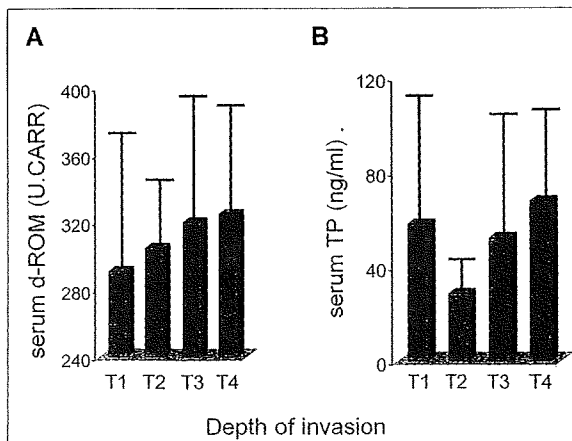 A
serum d-ROM (U.CARR)
400
360
320
280
240
T1 T2 T3 T4
B
serum TP (ng/ml) .
120
80
40
0
T1 T2 T3 T4
Depth of invasion